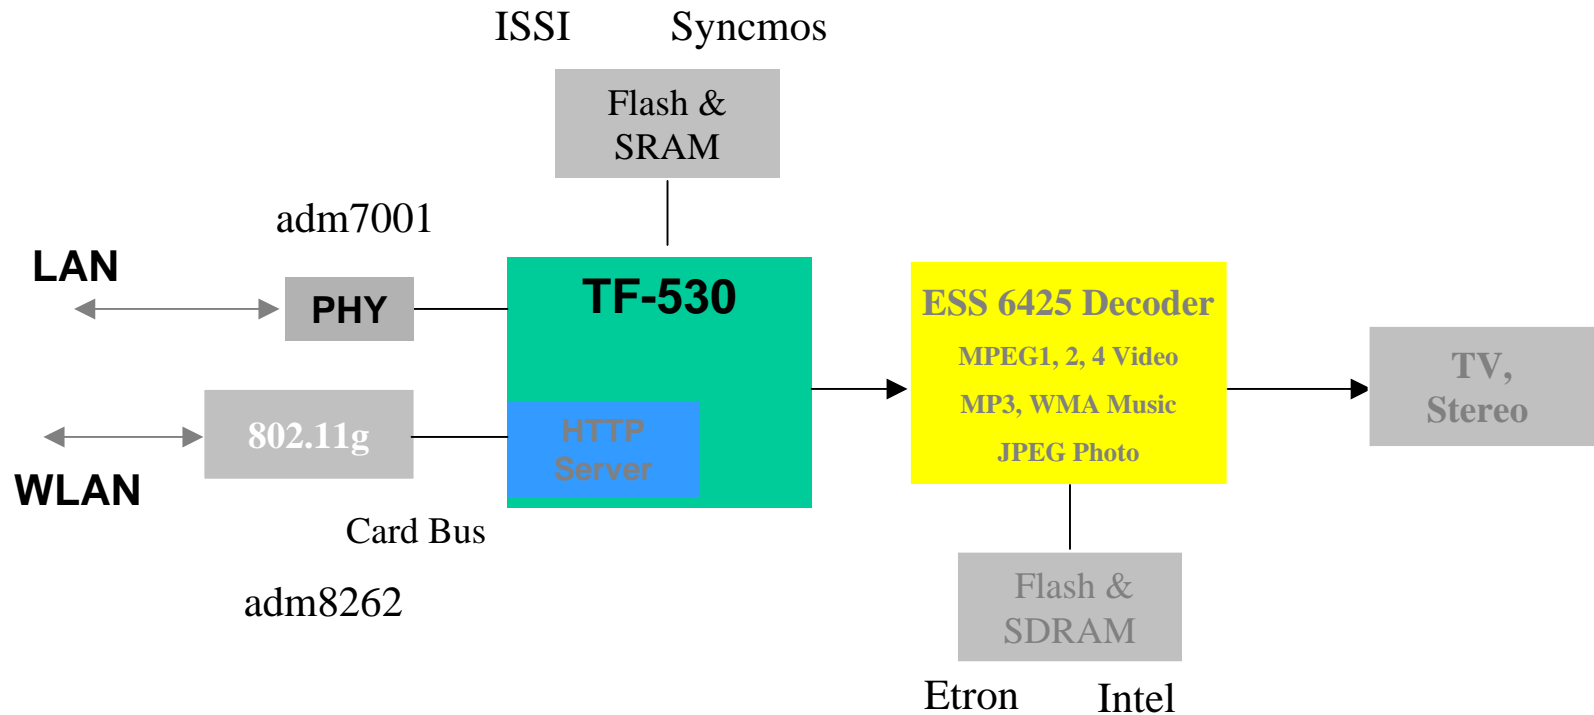 ISSI
Syncmos
Flash &
SRAM
adm7001
LAN
PHY
TF-530
802.11g
WLAN
HTTP
Server
Card Bus
adm8262
ESS 6425 Decoder
MPEG1, 2, 4 Video
MP3, WMA Music
JPEG Photo
TV,
Stereo
Flash &
SDRAM
Etron
Intel